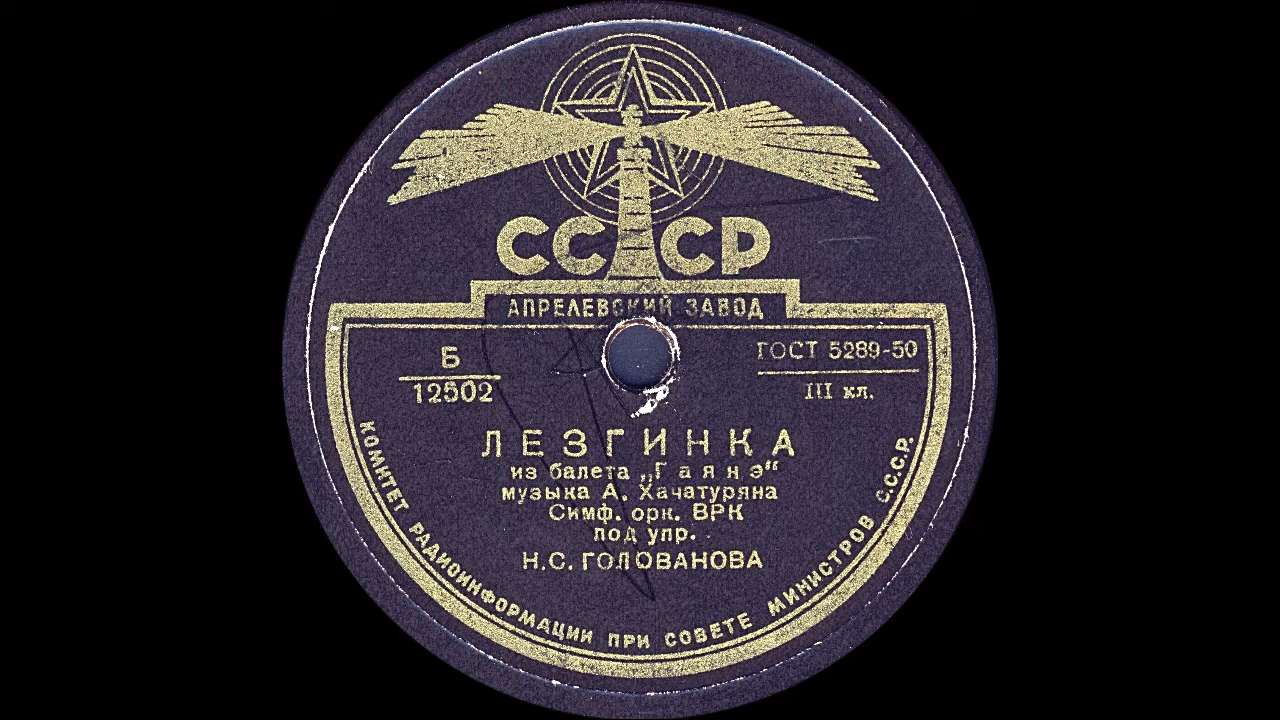 СССР
АПРЕЛЕВСКИЙ ЗАВОД
Б
12502
ГОСТ 5289-50
III кл.
ЛЕЗГИНКА
из балета „Гаянэ“
музыка А. Хачатуряна
Симф. орк. ВРК
под упр.
Н.С. ГОЛОВАНОВА
КОМИТЕТ РАДИОИНФОРМАЦИИ ПРИ СОВЕТЕ МИНИСТРОВ С.С.С.Р.